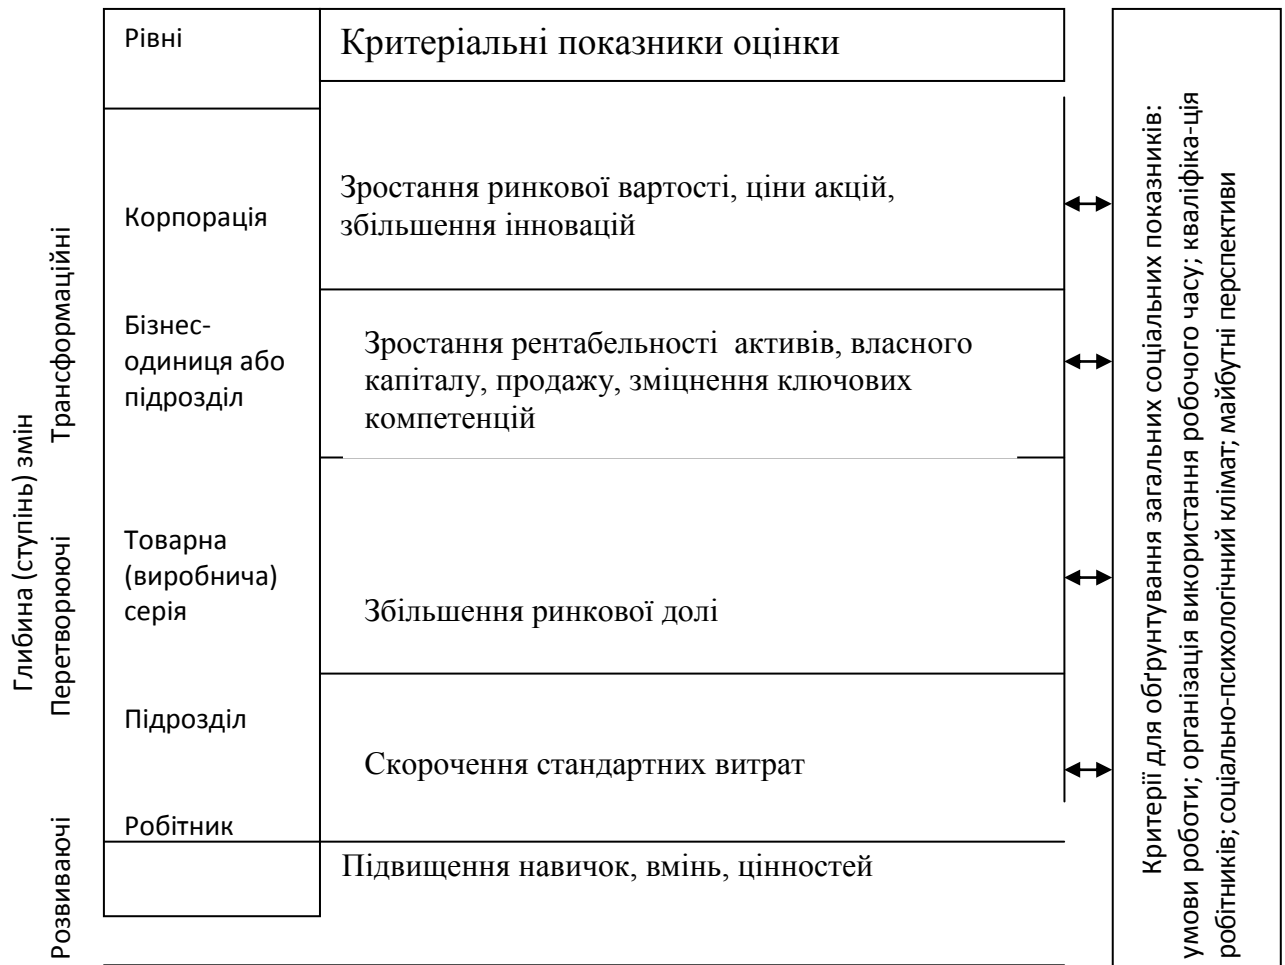 Рівні
Критеріальні показники оцінки
Корпорація
Зростання ринкової вартості, ціни акцій,
збільшення інновацій
Бізнес-
одиниця або
підрозділ
Зростання рентабельності активів, власного
капіталу, продажу, зміцнення ключових
компетенцій
Товарна
(виробнича)
серія
Збільшення ринкової долі
Підрозділ
Скорочення стандартних витрат
Робітник
Підвищення навичок, вмінь, цінностей
Глибина (ступінь) змін
Трансформаційні
Перетворюючі
Розвиваючі
Критерії для обґрунтування загальних соціальних показників:
умови роботи; організація використання робочого часу; кваліфіка-ція
робітників; соціально-психологічний клімат; майбутні перспективи